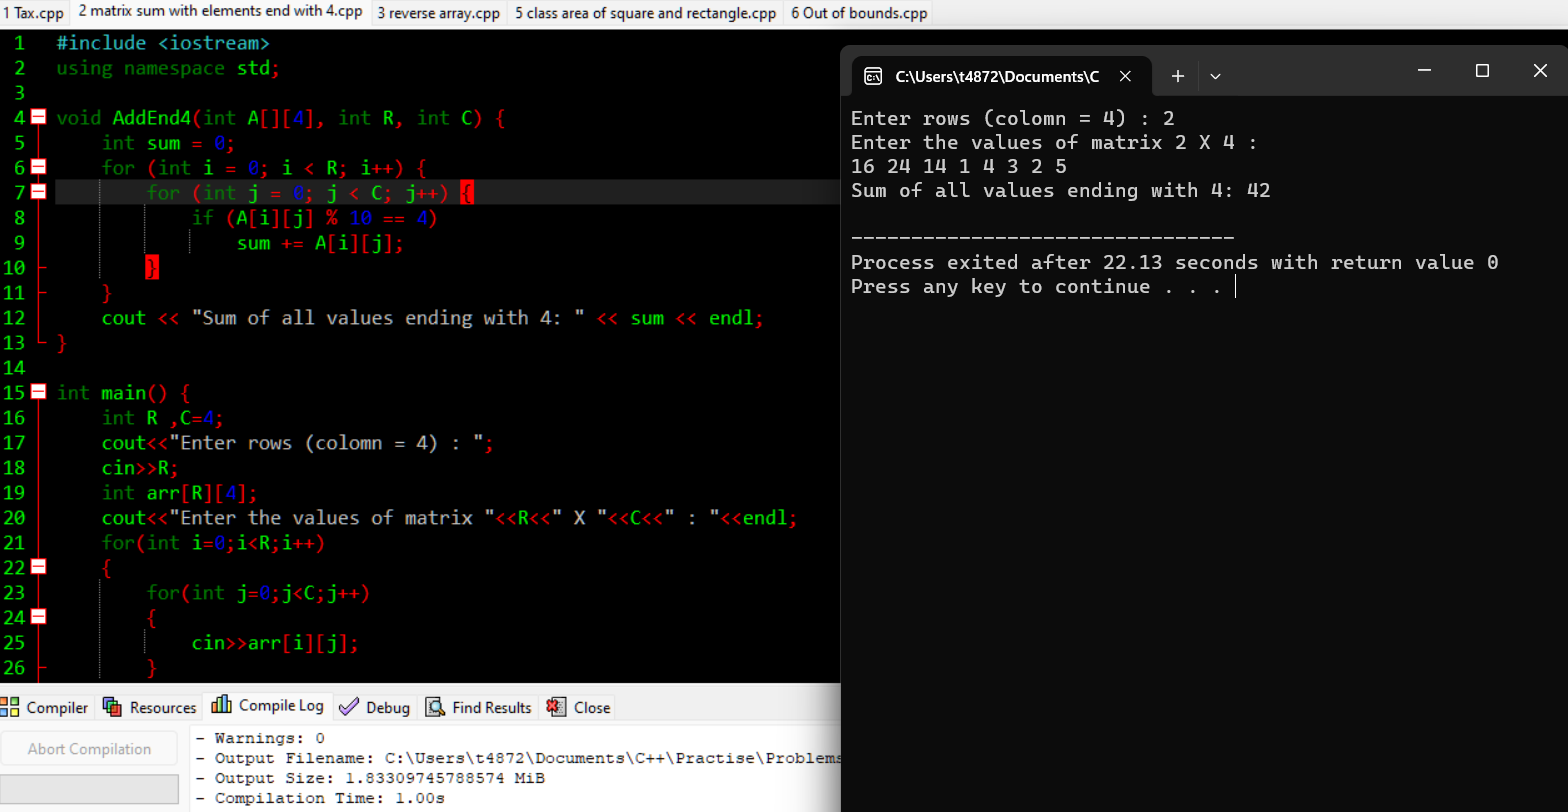 1 Tax.cpp 2 matrix sum with elements end with 4.cpp 3 reverse array.cpp 5 class area of square and rectangle.cpp 6 Out of bounds.cpp
1 #include <iostream>
2 using namespace std;
3
4 void AddEnd4(int A[][4], int R, int C) {
5 int sum = 0;
6 for (int i = 0; i < R; i++) {
7 for (int j = 0; j < C; j++) {
8 if (A[i][j] % 10 == 4)
9 sum += A[i][j];
10 }
11 }
12 cout << "Sum of all values ending with 4: " << sum << endl;
13 }
14
15 int main() {
16 int R ,C=4;
17 cout<<"Enter rows (colomn = 4) : ";
18 cin>>R;
19 int arr[R][4];
20 cout<<"Enter the values of matrix "<<R<<" X "<<C<<" : "<<endl;
21 for(int i=0;i<R;i++)
22 {
23 for(int j=0;j<C;j++)
24 {
25 cin>>arr[i][j];
26 }
C:\Users\t4872\Documents\C
Enter rows (colomn = 4) : 2
Enter the values of matrix 2 X 4 :
16 24 14 1 4 3 2 5
Sum of all values ending with 4: 42
--------------------------------
Process exited after 22.13 seconds with return value 0
Press any key to continue . . .
Compiler Resources Compile Log Debug Find Results Close
Abort Compilation
- Warnings: 0
- Output Filename: C:\Users\t4872\Documents\C++\Practise\Problems
- Output Size: 1.83309745788574 MiB
- Compilation Time: 1.00s